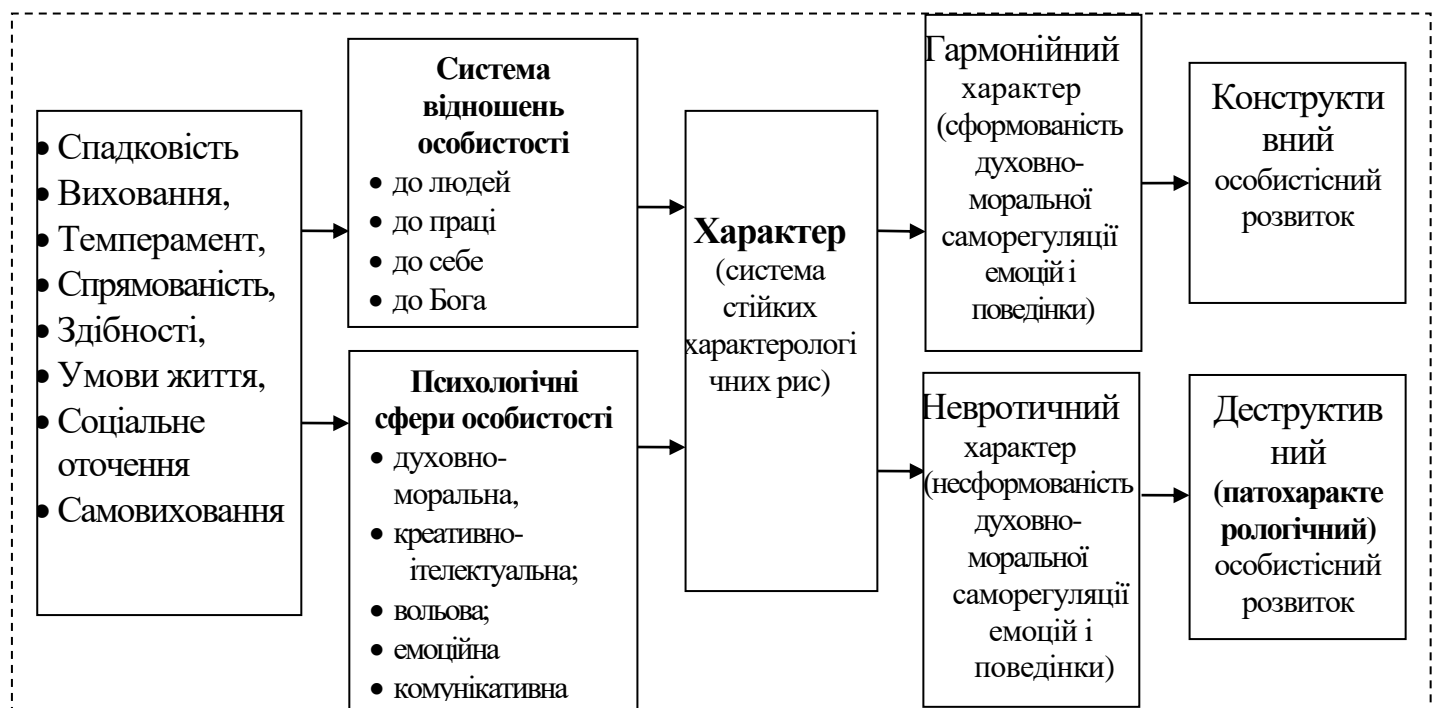 • Спадковість
• Виховання,
• Темперамент,
• Спрямованість,
• Здібності,
• Умови життя,
• Соціальне
оточення
• Самовиховання
Система
відношень
особистості
• до людей
• до праці
• до себе
• до Бога
Психологічні
сфери особистості
• духовно-
моральна,
• креативно-
ітелектуальна;
• вольова;
• емоційна
• комунікативна
Характер
(система
стійких
характерологі
чних рис)
Гармонійний
характер
(сформованість
духовно-
моральної
саморегуляції
емоцій і
поведінки)
Конструкти
вний
особистісний
розвиток
Невротичний
характер
(несформованість
духовно-
моральної
саморегуляції
емоцій і
поведінки)
Деструктив
ний
(патохаракте
рологічний)
особистісний
розвиток